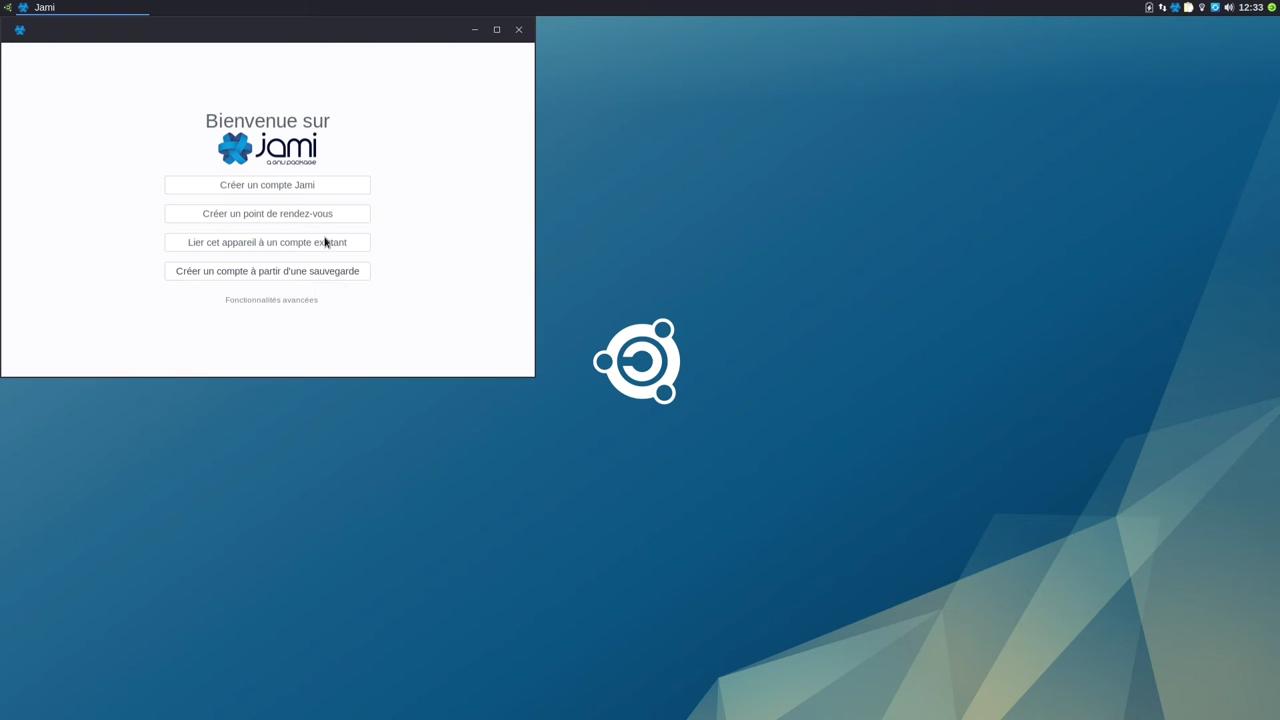 Jami
12:33
Bienvenue sur
jami
a GNU package
Créer un compte Jami
Créer un point de rendez-vous
Lier cet appareil à un compte existant
Créer un compte à partir d'une sauvegarde
Fonctionnalités avancées